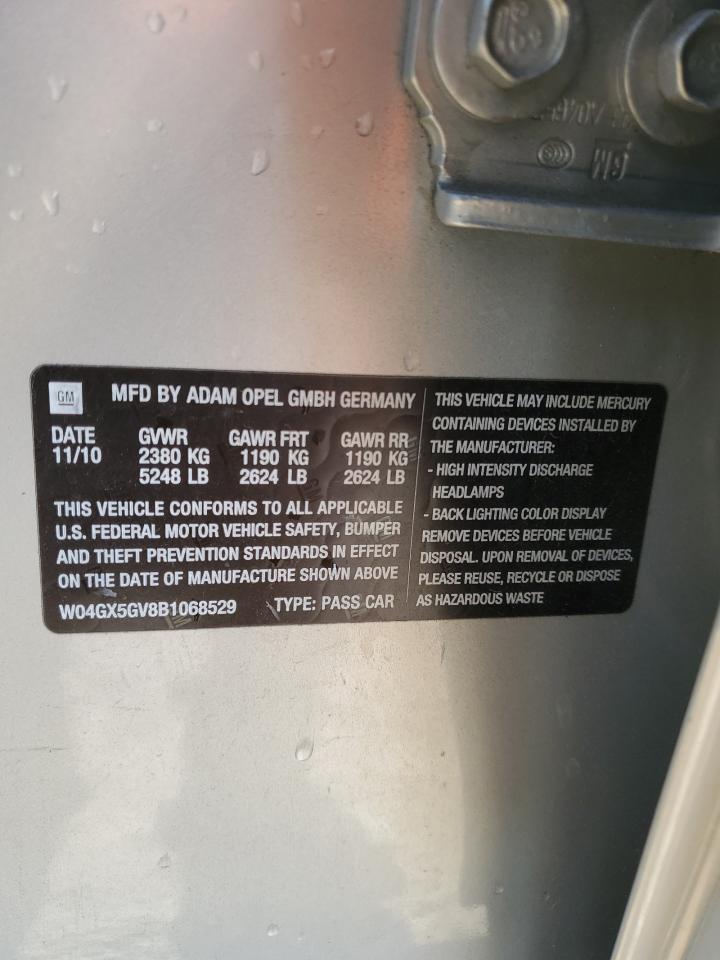 GM
GM
MFD BY ADAM OPEL GMBH GERMANY
DATE GVWR GAWR FRT GAWR RR
11/10 2380 KG 1190 KG 1190 KG
5248 LB 2624 LB 2624 LB
THIS VEHICLE CONFORMS TO ALL APPLICABLE
U.S. FEDERAL MOTOR VEHICLE SAFETY, BUMPER
AND THEFT PREVENTION STANDARDS IN EFFECT
ON THE DATE OF MANUFACTURE SHOWN ABOVE
W04GX5GV8B1068529 TYPE: PASS CAR
THIS VEHICLE MAY INCLUDE MERCURY
CONTAINING DEVICES INSTALLED BY
THE MANUFACTURER:
- HIGH INTENSITY DISCHARGE
HEADLAMPS
- BACK LIGHTING COLOR DISPLAY
REMOVE DEVICES BEFORE VEHICLE
DISPOSAL. UPON REMOVAL OF DEVICES,
PLEASE REUSE, RECYCLE OR DISPOSE
AS HAZARDOUS WASTE